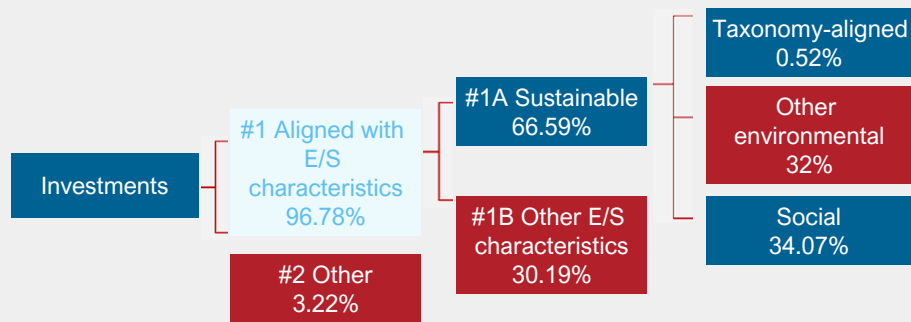 Investments
#1 Aligned with
E/S
characteristics
96.78%
#2 Other
3.22%
#1A Sustainable
66.59%
#1B Other E/S
characteristics
30.19%
Taxonomy-aligned
0.52%
Other
environmental
32%
Social
34.07%